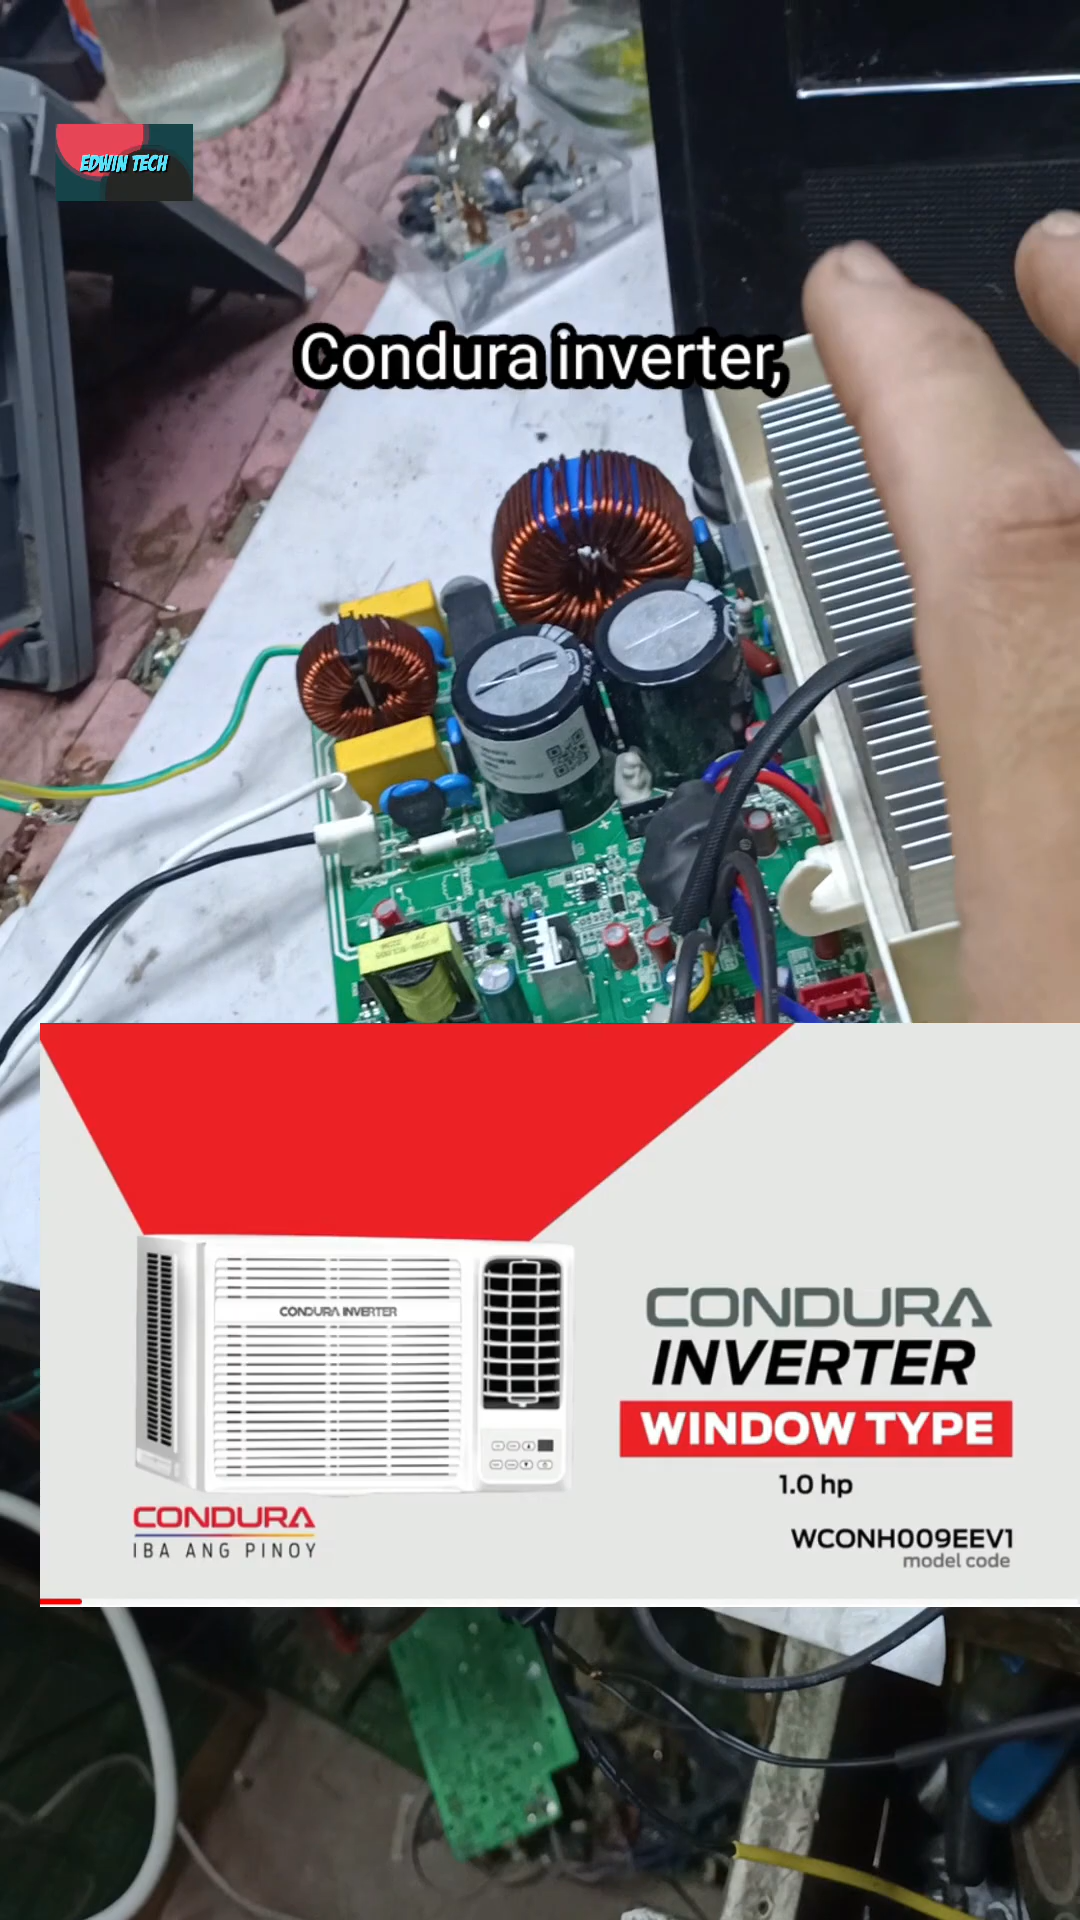 EDWIN TECH
Condura inverter,
CONDURA INVERTER
CONDURA
INVERTER
WINDOW TYPE
1.0 hp
WCONH009EEV1
model code
CONDURA
IBA ANG PINOY